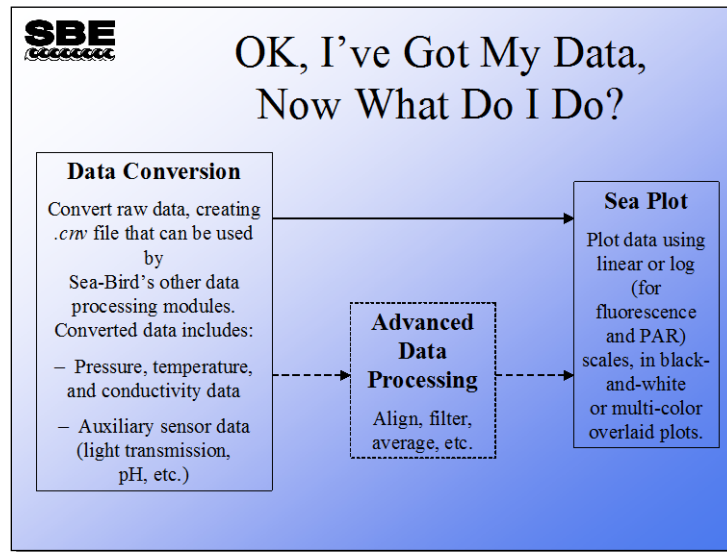 SBE
OK, I've Got My Data,
Now What Do I Do?
Data Conversion
Convert raw data, creating
.cnv file that can be used
by
Sea-Bird's other data
processing modules.
Converted data includes:
– Pressure, temperature,
and conductivity data
– Auxiliary sensor data
(light transmission,
pH, etc.)
Advanced
Data
Processing
Align, filter,
average, etc.
Sea Plot
Plot data using
linear or log
(for
fluorescence
and PAR)
scales, in black-
and-white
or multi-color
overlaid plots.